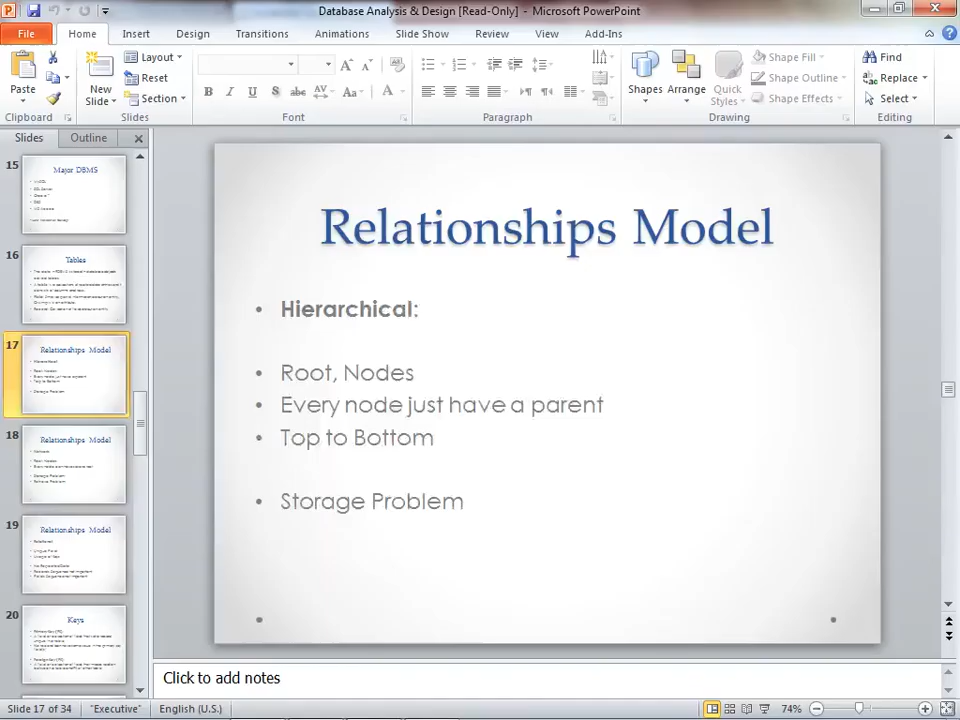 Database Analysis & Design [Read-Only] - Microsoft PowerPoint
File Home Insert Design Transitions Animations Slide Show Review View Add-Ins
Paste
New Slide
Layout
Reset
Section
Shapes
Arrange
Quick Styles
Shape Fill
Shape Outline
Shape Effects
Find
Replace
Select
Clipboard Slides Font Paragraph Drawing Editing
Slides Outline
15
Major DBMS
16
Tables
17
Relationships Model
18
Relationships Model
19
Relationships Model
20
Keys
Relationships Model
• Hierarchical:
• Root, Nodes
• Every node just have a parent
• Top to Bottom
• Storage Problem
Click to add notes
Slide 17 of 34 "Executive" English (U.S.) 74%